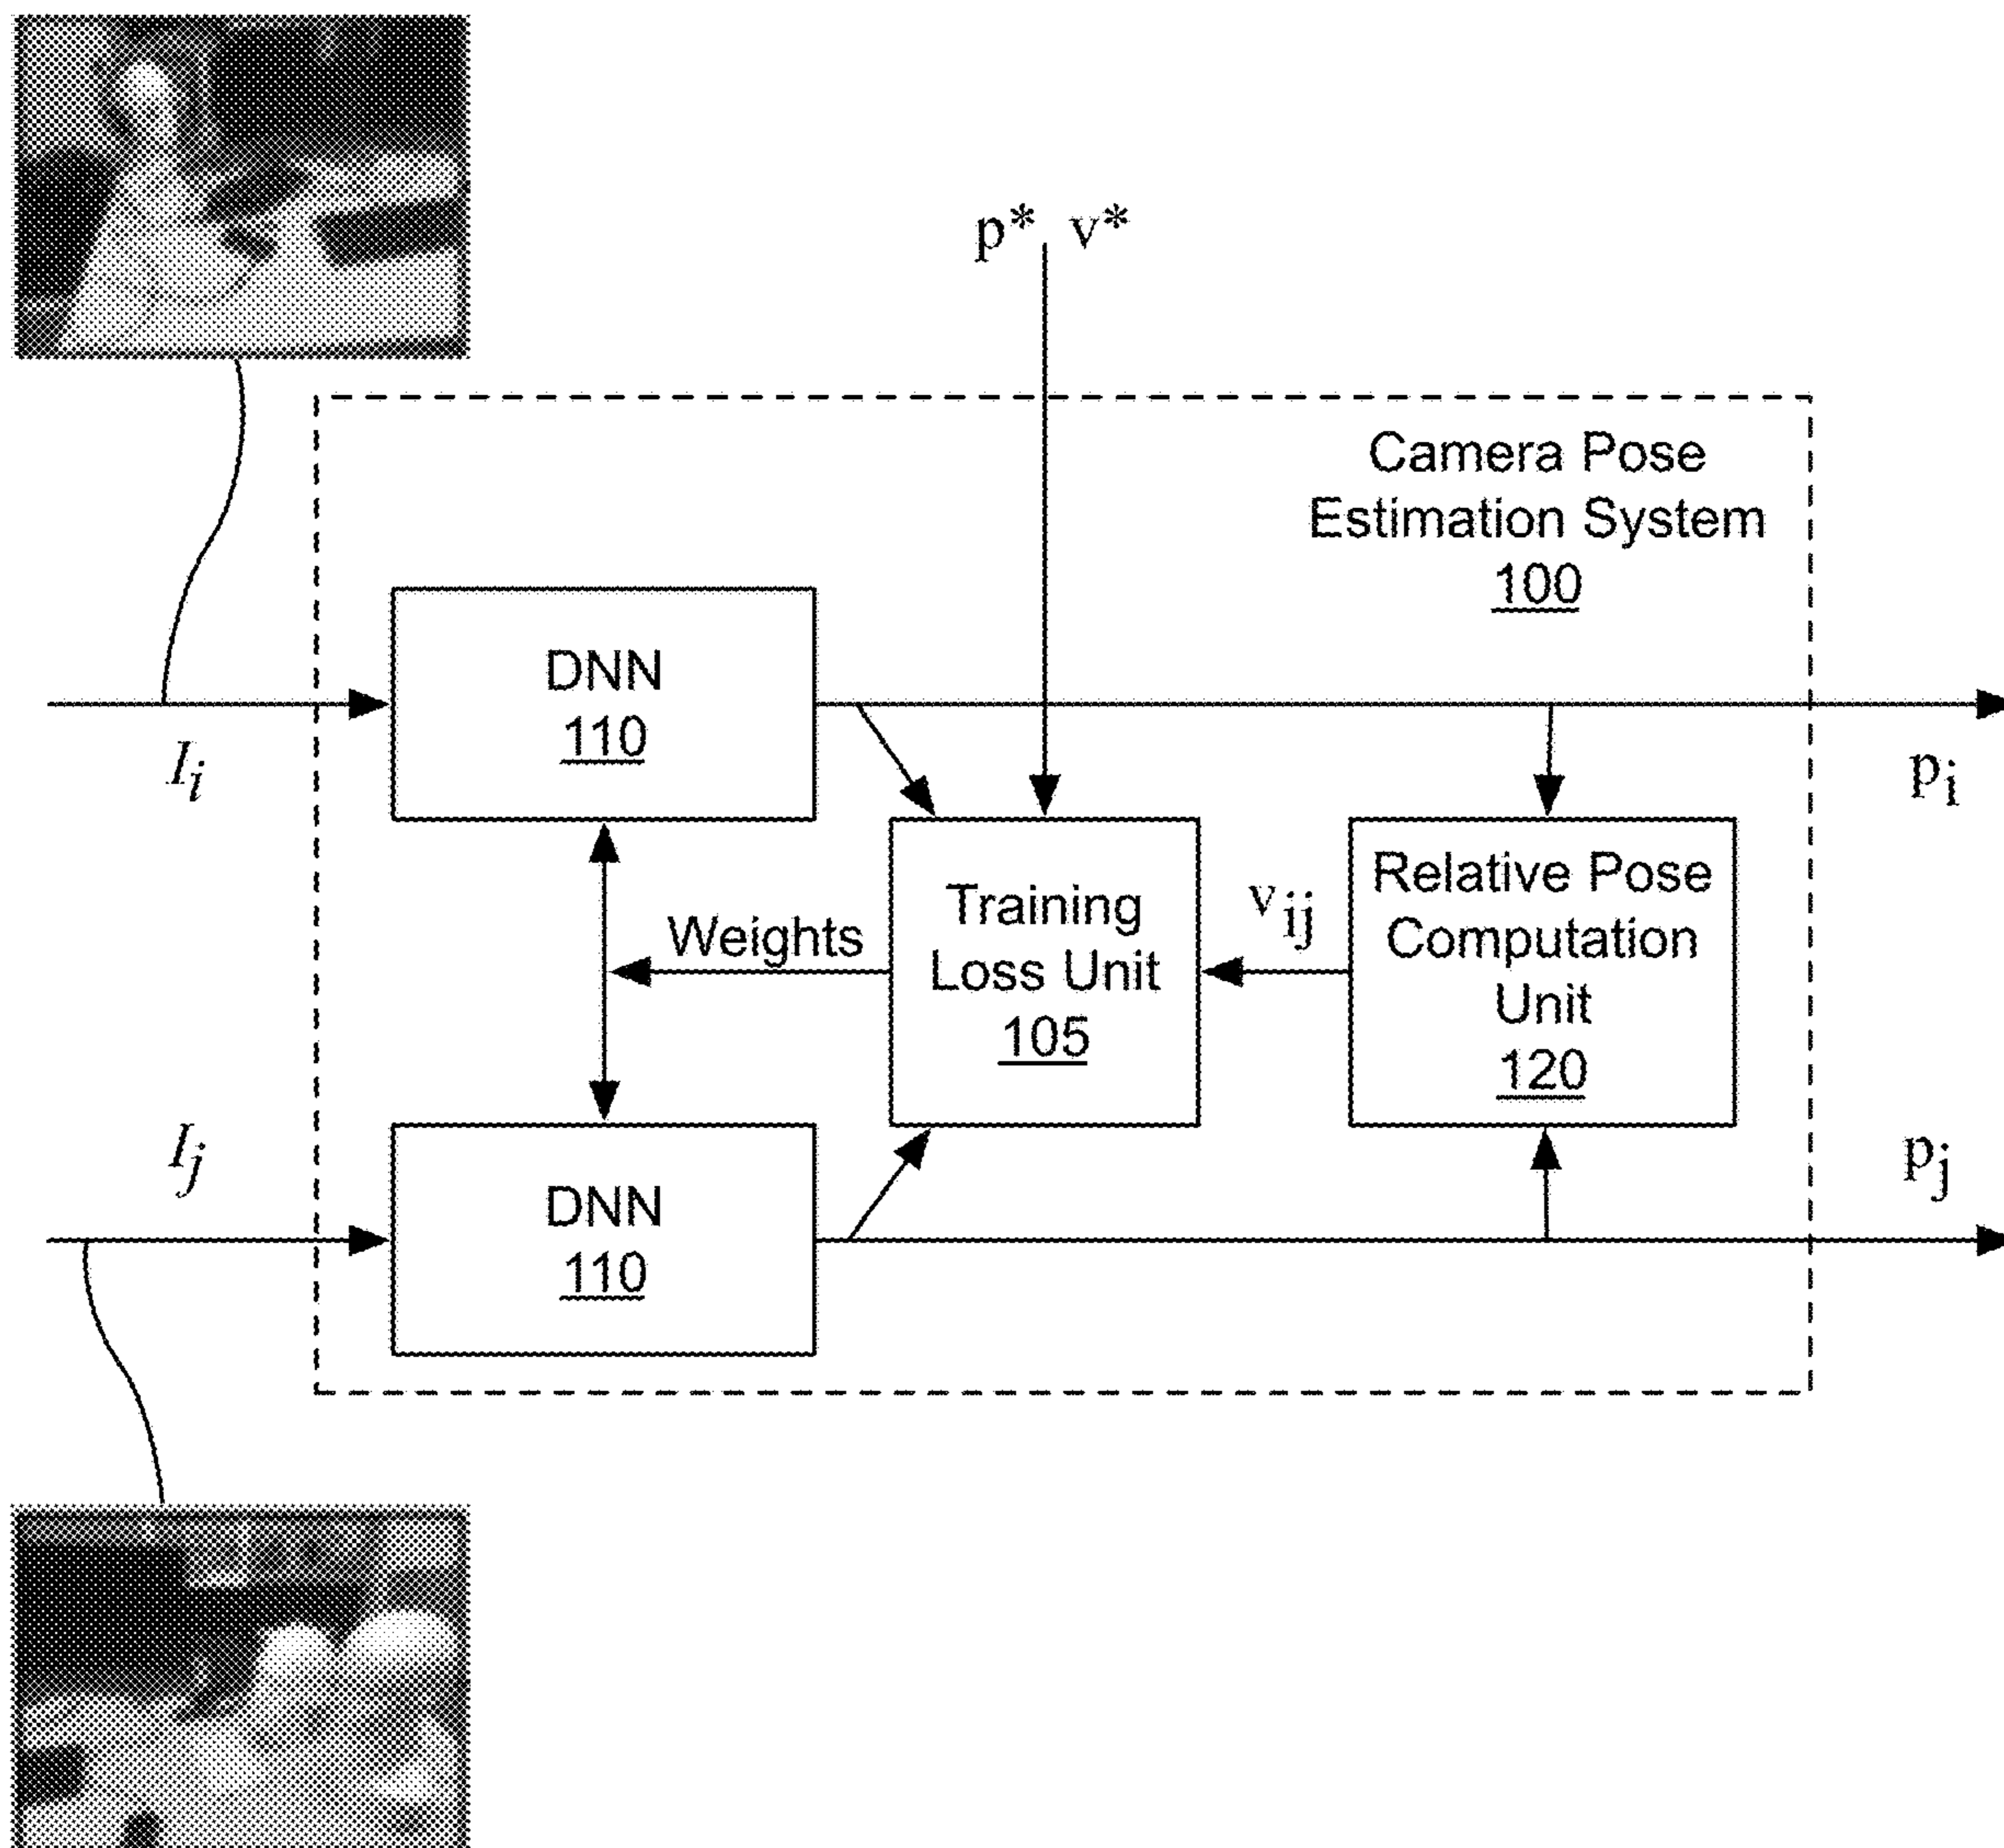 p* v*
Camera Pose
Estimation System
100
DNN
110
I_i
p_i
Relative Pose
Computation
Unit
120
v_ij
Training
Loss Unit
105
Weights
I_j
p_j
DNN
110